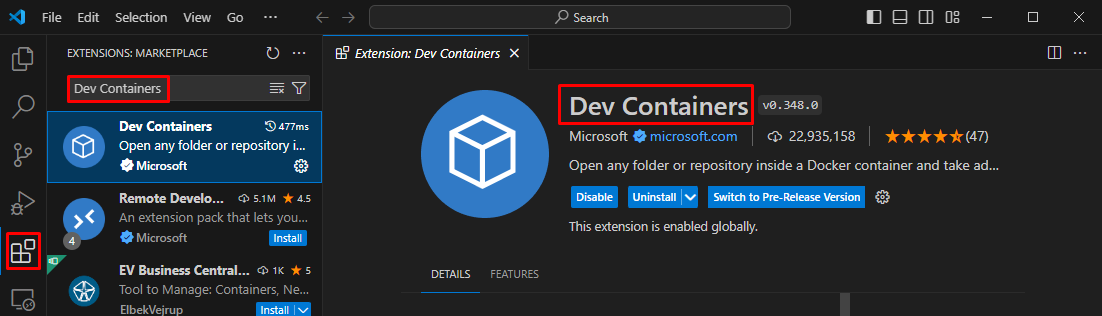 File Edit Selection View Go ··· Search
EXTENSIONS: MARKETPLACE ···
Extension: Dev Containers ···
Dev Containers
Dev Containers 477ms
Open any folder or repository i...
Microsoft
Remote Develo... 5.1M 4.5
An extension pack that lets you...
Microsoft Install
4
EV Business Central... 1K 5
Tool to Manage: Containers, Ne...
ElbekVejrup Install
Dev Containers v0.348.0
Microsoft microsoft.com 22,935,158 (47)
Open any folder or repository inside a Docker container and take ad...
Disable Uninstall Switch to Pre-Release Version
This extension is enabled globally.
DETAILS FEATURES